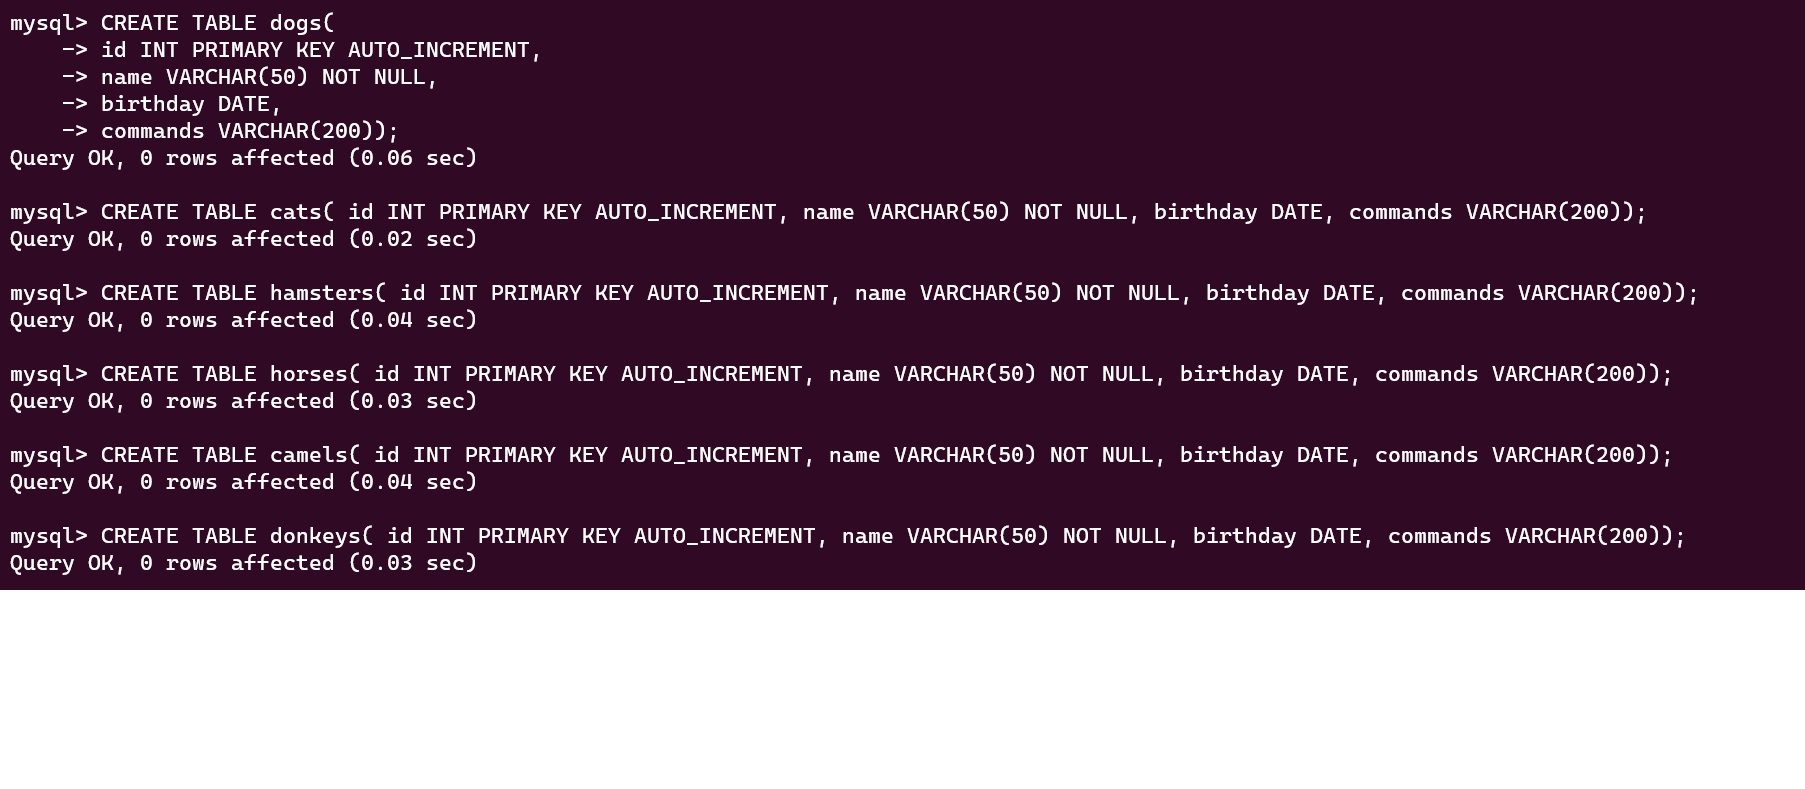 mysql> CREATE TABLE dogs(
    -> id INT PRIMARY KEY AUTO_INCREMENT,
    -> name VARCHAR(50) NOT NULL,
    -> birthday DATE,
    -> commands VARCHAR(200));
Query OK, 0 rows affected (0.06 sec)

mysql> CREATE TABLE cats( id INT PRIMARY KEY AUTO_INCREMENT, name VARCHAR(50) NOT NULL, birthday DATE, commands VARCHAR(200));
Query OK, 0 rows affected (0.02 sec)

mysql> CREATE TABLE hamsters( id INT PRIMARY KEY AUTO_INCREMENT, name VARCHAR(50) NOT NULL, birthday DATE, commands VARCHAR(200));
Query OK, 0 rows affected (0.04 sec)

mysql> CREATE TABLE horses( id INT PRIMARY KEY AUTO_INCREMENT, name VARCHAR(50) NOT NULL, birthday DATE, commands VARCHAR(200));
Query OK, 0 rows affected (0.03 sec)

mysql> CREATE TABLE camels( id INT PRIMARY KEY AUTO_INCREMENT, name VARCHAR(50) NOT NULL, birthday DATE, commands VARCHAR(200));
Query OK, 0 rows affected (0.04 sec)

mysql> CREATE TABLE donkeys( id INT PRIMARY KEY AUTO_INCREMENT, name VARCHAR(50) NOT NULL, birthday DATE, commands VARCHAR(200));
Query OK, 0 rows affected (0.03 sec)